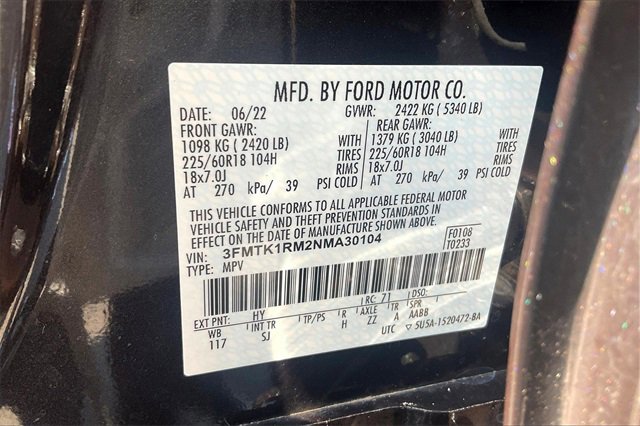 MFD. BY FORD MOTOR CO.
DATE: 06/22 GVWR: 2422 KG (5340 LB)
FRONT GAWR: REAR GAWR:
1098 KG (2420 LB) WITH 1379 KG (3040 LB) WITH
225/60R18 104H TIRES 225/60R18 104H TIRES
18x7.0J RIMS 18x7.0J RIMS
AT 270 kPa/ 39 PSI COLD AT 270 kPa/ 39 PSI COLD
THIS VEHICLE CONFORMS TO ALL APPLICABLE FEDERAL MOTOR
VEHICLE SAFETY AND THEFT PREVENTION STANDARDS IN
EFFECT ON THE DATE OF MANUFACTURE SHOWN ABOVE.
VIN: 3FMTK1RM2NMA30104 F0108
TYPE: MPV T0233
EXT PNT: HY RC: 71 DSO:
WB INT TR TP/PS R AXLE TR SPR
117 SJ H ZZ A AABB
UTC ▽ 5U5A-1520472-BA